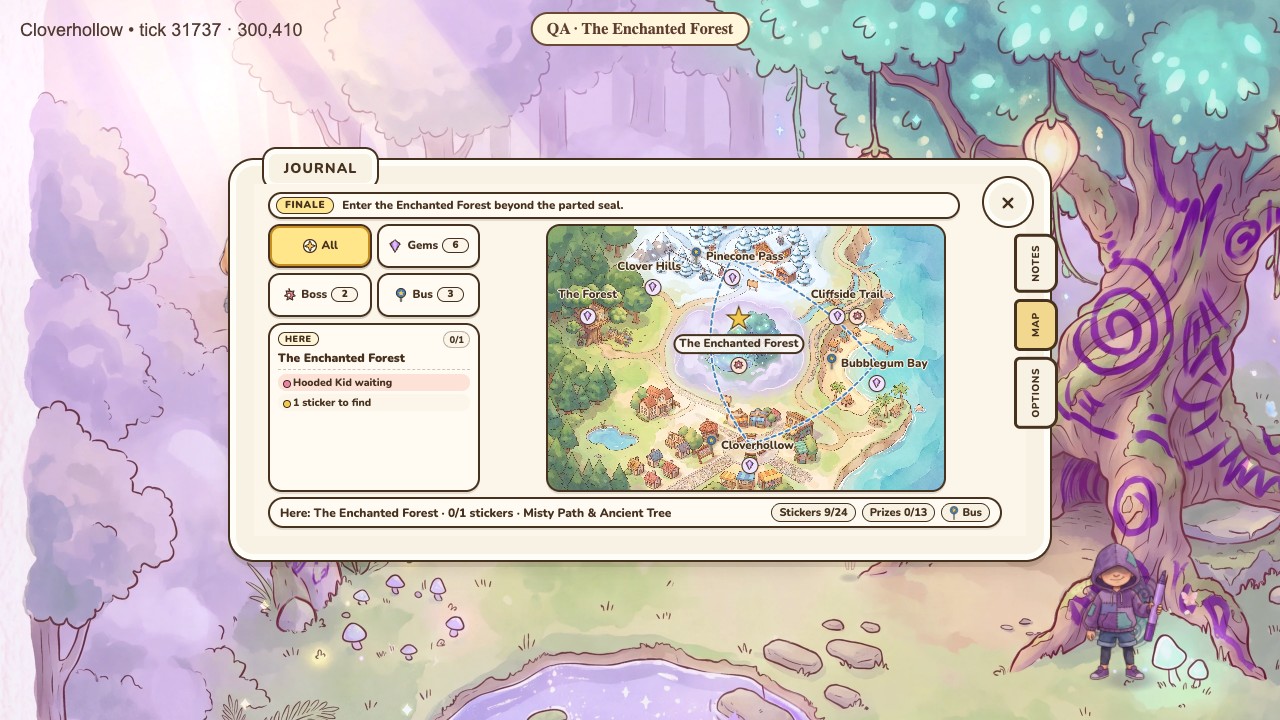 Cloverhollow • tick 31737 · 300,410
QA · The Enchanted Forest
JOURNAL
FINALE Enter the Enchanted Forest beyond the parted seal.
All
Gems 6
Boss 2
Bus 3
HERE 0/1
The Enchanted Forest
Hooded Kid waiting
1 sticker to find
Pinecone Pass
Clover Hills
The Forest
Cliffside Trail
The Enchanted Forest
Bubblegum Bay
Cloverhollow
NOTES
MAP
OPTIONS
Here: The Enchanted Forest · 0/1 stickers · Misty Path & Ancient Tree
Stickers 9/24
Prizes 0/13
Bus